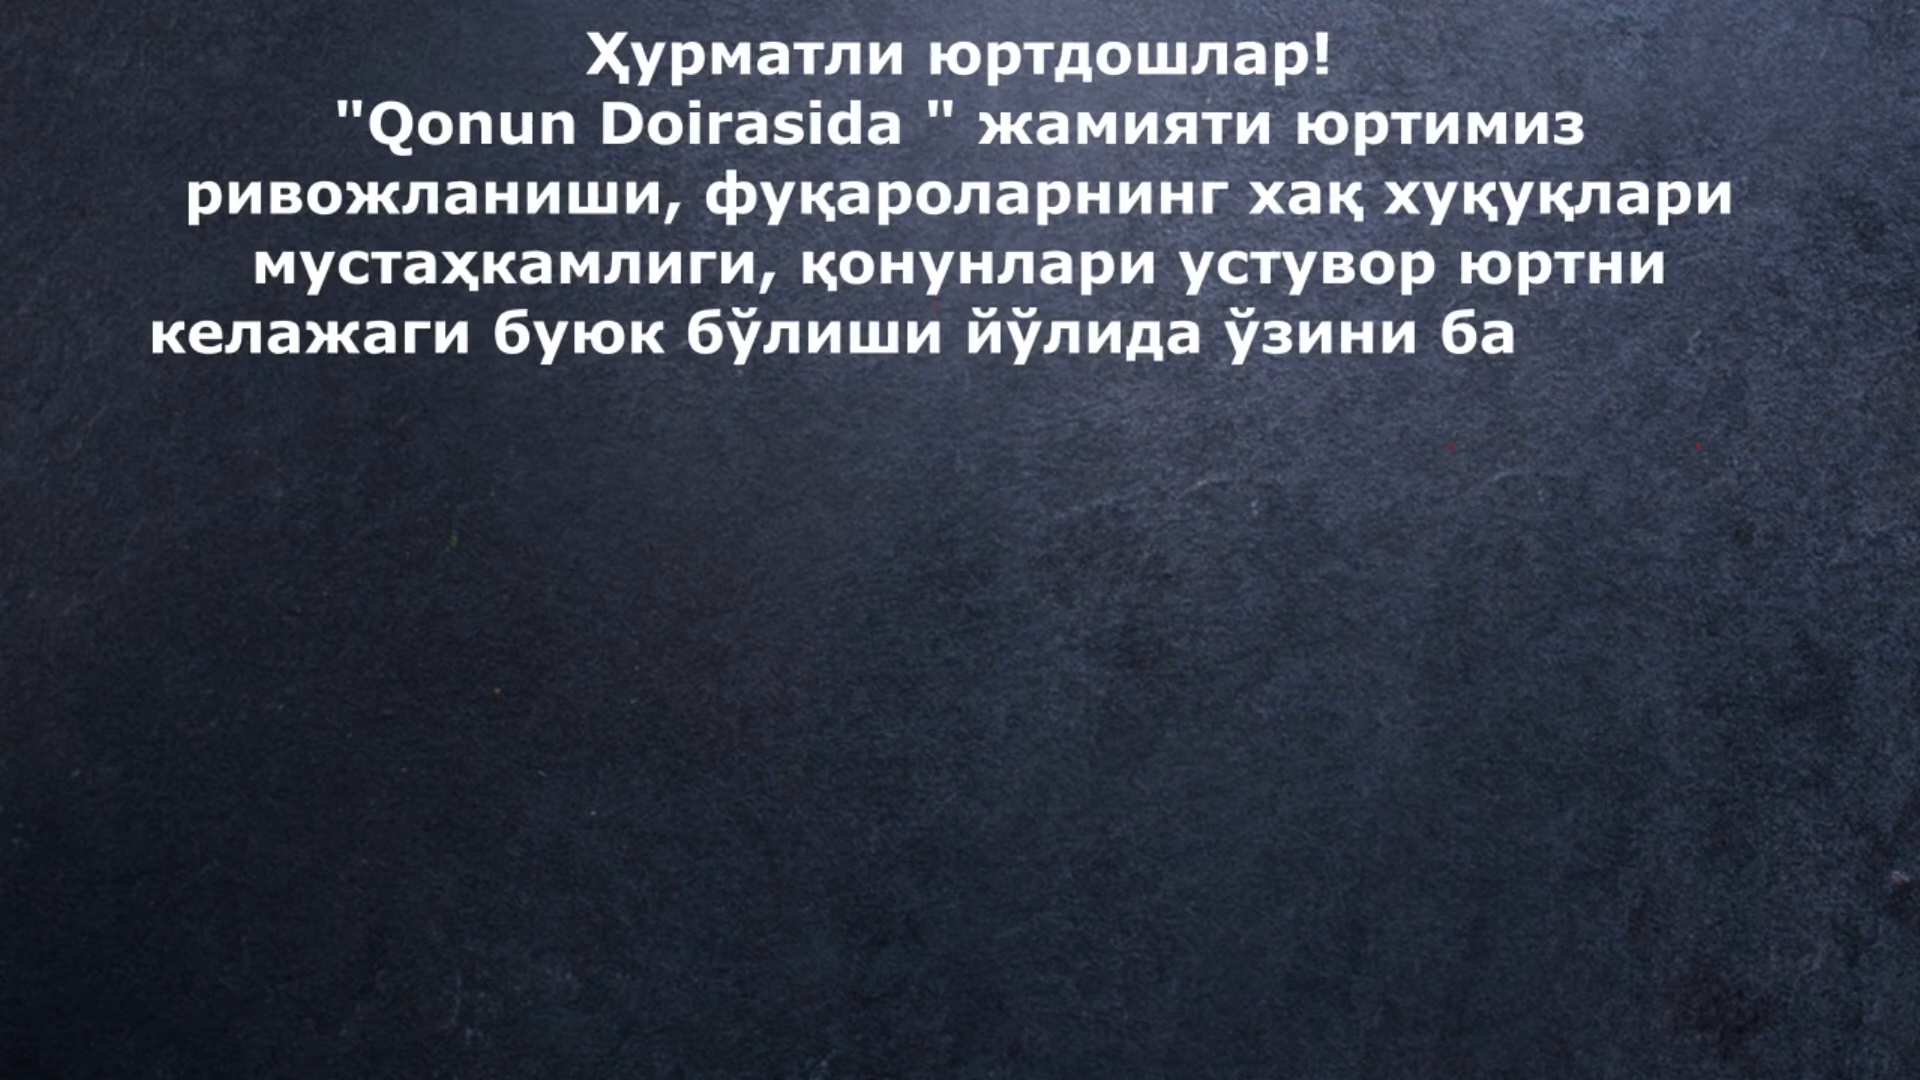 Ҳурматли юртдошлар!
"Qonun Doirasida " жамияти юртимиз
ривожланиши, фуқароларнинг хақ хуқуқлари
мустаҳкамлиги, қонунлари устувор юртни
келажаги буюк бўлиши йўлида ўзини ба